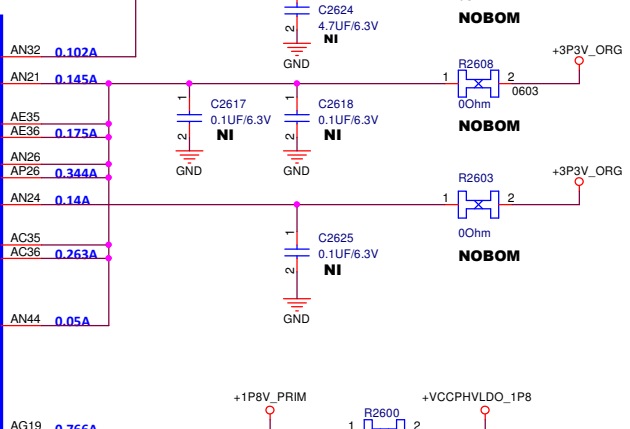 C2624
4.7UF/6.3V
NI
2
GND
NOBOM
AN32 0.102A
+3P3V_ORG
R2608
AN21 0.145A
1
2
0603
0Ohm
NOBOM
1
C2617
0.1UF/6.3V
NI
2
GND
1
C2618
0.1UF/6.3V
NI
2
GND
AE35
AE36 0.175A
AN26
AP26 0.344A
+3P3V_ORG
R2603
AN24 0.14A
1
2
0Ohm
NOBOM
1
C2625
0.1UF/6.3V
NI
2
GND
AC35
AC36 0.263A
AN44 0.05A
+1P8V_PRIM
+VCCPHVLDO_1P8
R2600
1
2
AG19 0.766A